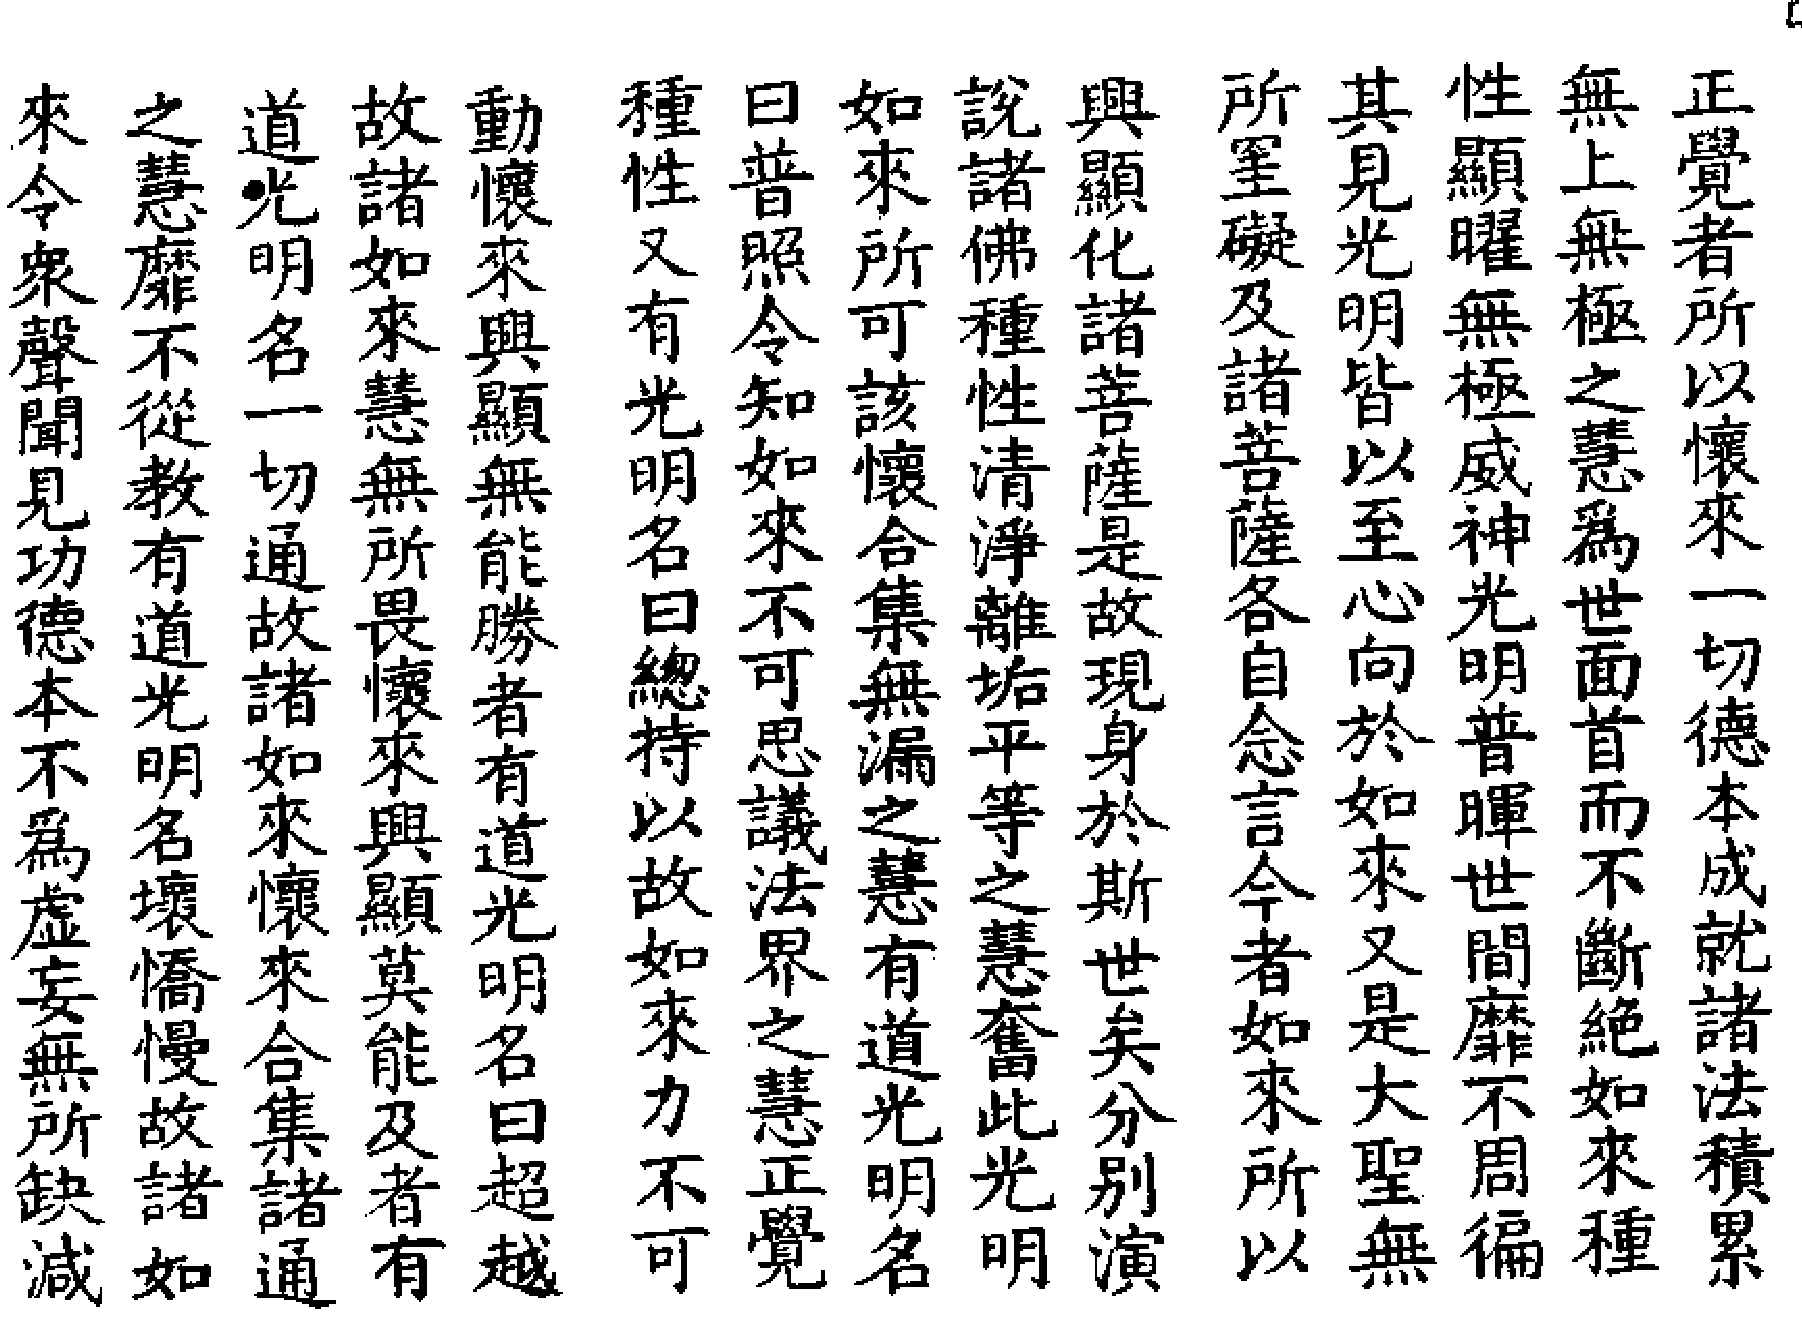 正覺者所以懷來一切德本成就諸法積累
無上無極之慧爲世面首而不斷絕如來種
性顯曜無極威神光明普暉世間靡不周徧
其見光明皆以至心向於如來又是大聖無
所罣礙及諸菩薩各自念言今者如來所以
興顯化諸菩薩是故現身於斯世矣分別演
說諸佛種性清淨離垢平等之慧奮此光明
如來所可該懷合集無漏之慧有道光明名
曰普照令知如來不可思議法界之慧正覺
種性又有光明名曰總持以故如來力不可
動懷來興顯無能勝者有道光明名曰超越
故諸如來慧無所畏懷來興顯莫能及者有
道光明名一切通故諸如來懷來合集諸通
之慧靡不從教有道光明名壞憍慢故諸如
來令衆聲聞見功德本不爲虛妄無所缺減